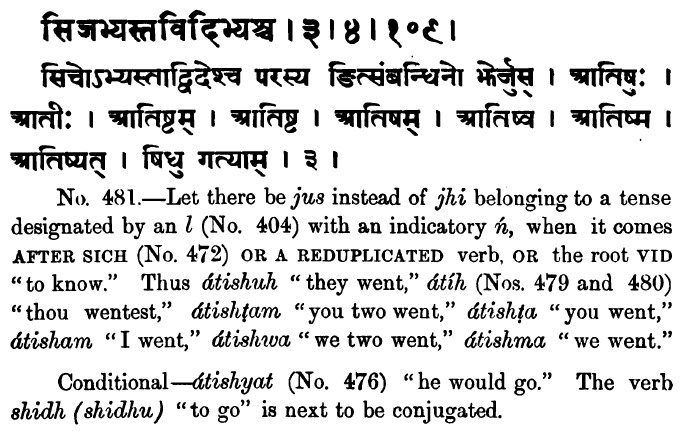 सिजभ्यस्तविदिभ्यश्च । ३ । ४ । १०९ ।
सिचोऽभ्यस्ताद्विदेश्च परस्य ङित्संबन्धिनो झेर्जुस् । आतिषुः ।
आतीः । आतिष्टम् । आतिष्ट । आतिषम् । आतिष्व । आतिष्म ।
आतिष्यत् । षिधु गत्याम् । ३ ।
No. 481.—Let there be jus instead of jhi belonging to a tense
designated by an l (No. 404) with an indicatory ń, when it comes
AFTER SICH (No. 472) OR A REDUPLICATED verb, OR the root VID
“to know.” Thus átishuh “they went,” átíh (Nos. 479 and 480)
“thou wentest,” átishṭam “you two went,” átishṭa “you went,”
átisham “I went,” átishwa “we two went,” átishma “we went.”
Conditional—átishyat (No. 476) “he would go.” The verb
shidh (shidhu) “to go” is next to be conjugated.